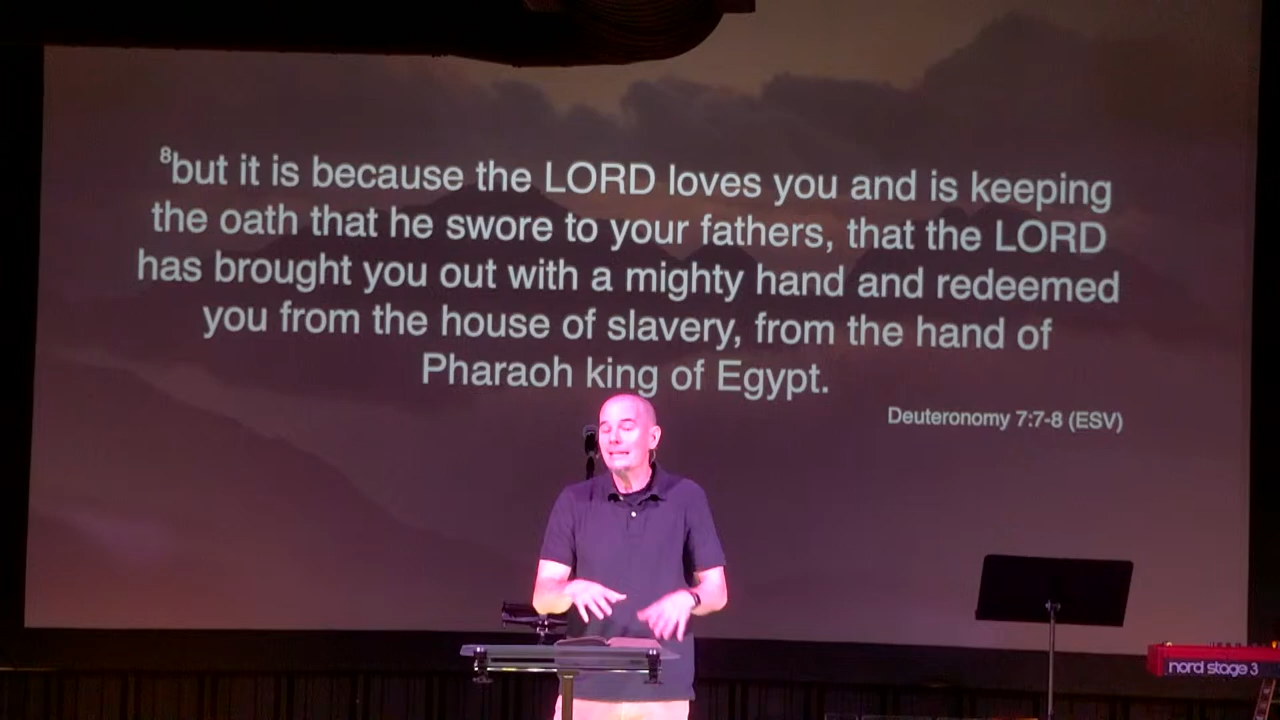 ⁸but it is because the LORD loves you and is keeping
the oath that he swore to your fathers, that the LORD
has brought you out with a mighty hand and redeemed
you from the house of slavery, from the hand of
Pharaoh king of Egypt.
Deuteronomy 7:7-8 (ESV)
nord stage 3